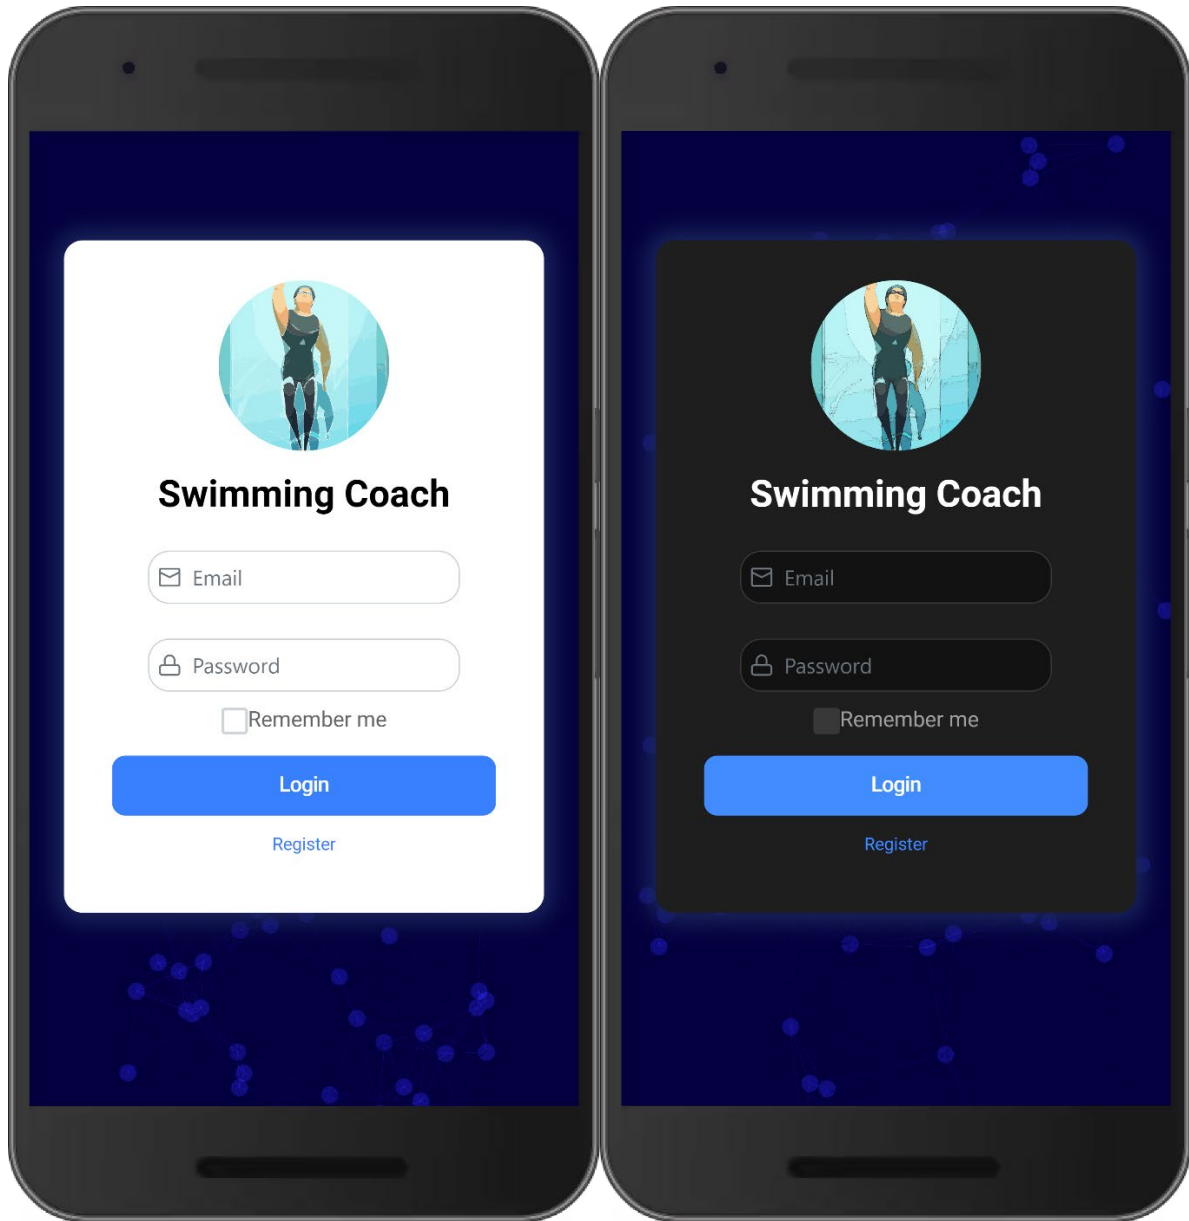 Swimming Coach
Email
Password
Remember me
Login
Register
Swimming Coach
Email
Password
Remember me
Login
Register